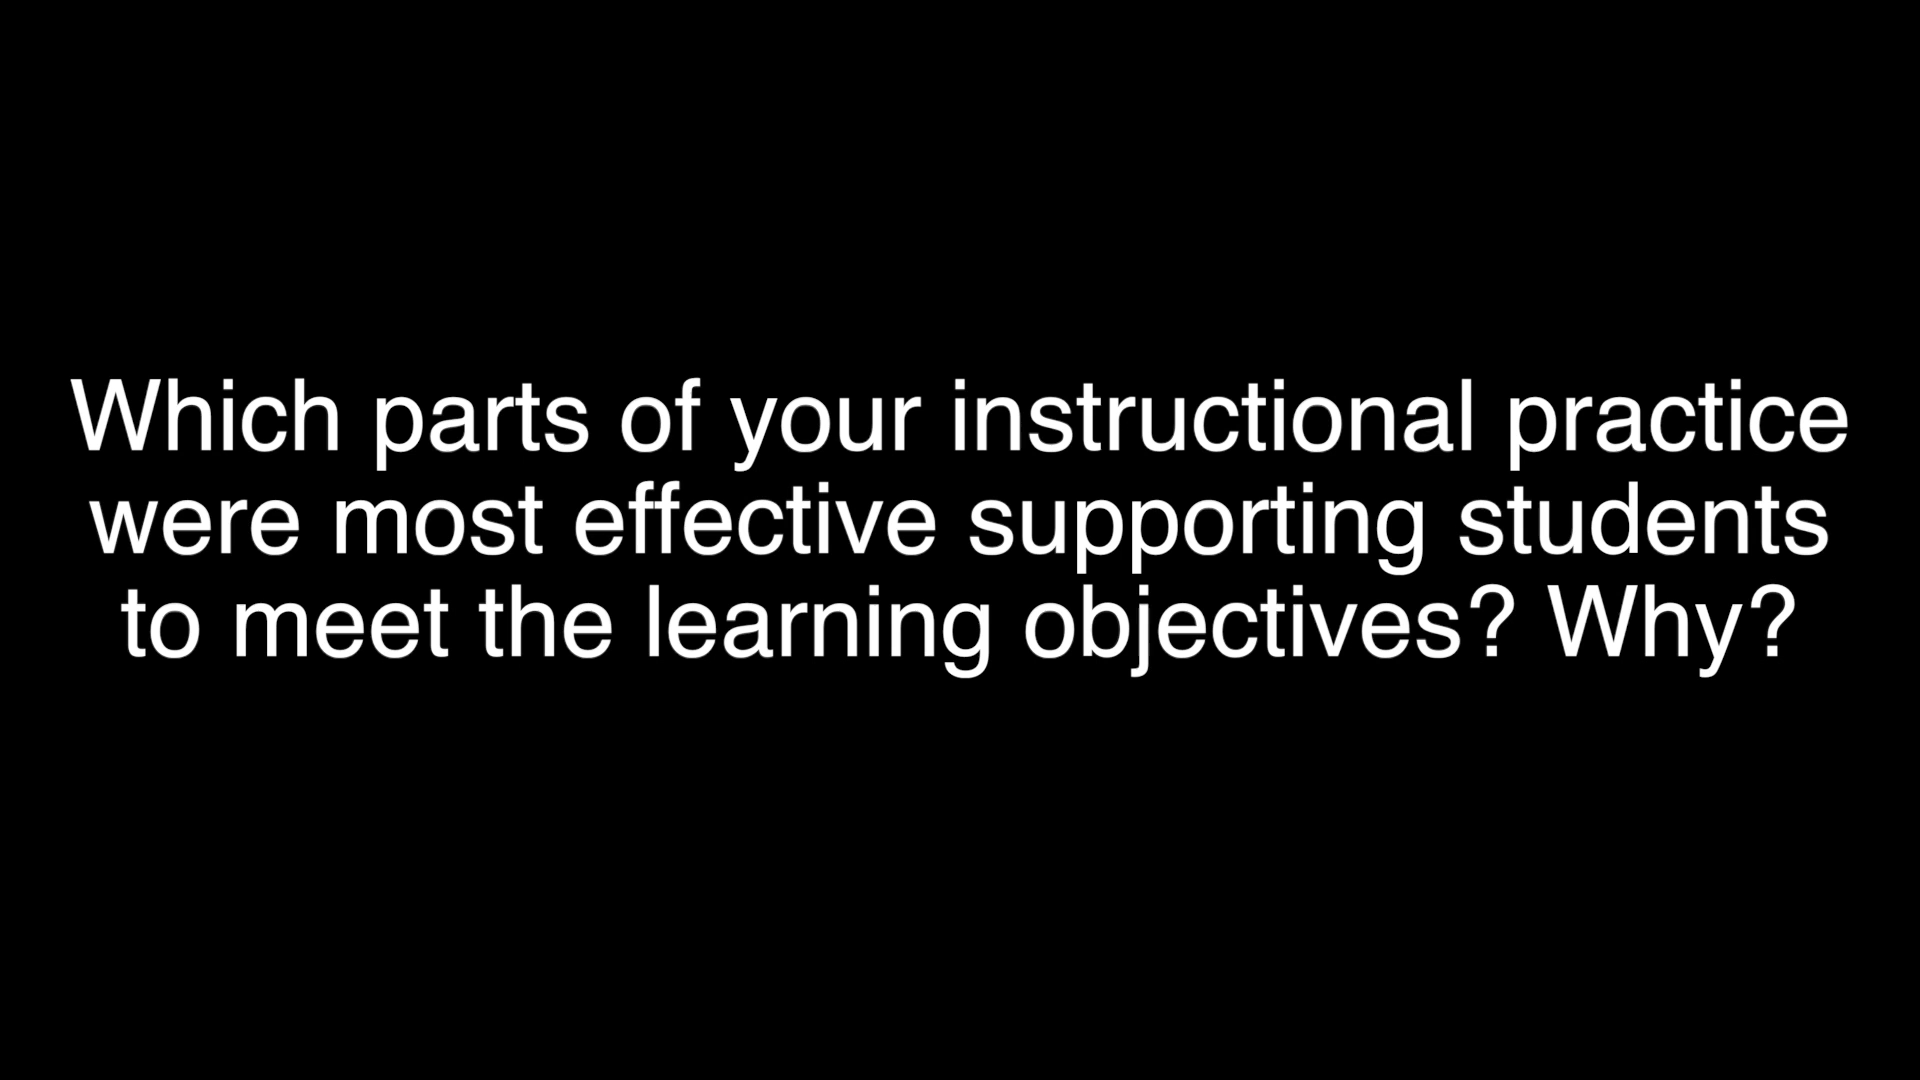 Which parts of your instructional practice
were most effective supporting students
to meet the learning objectives? Why?